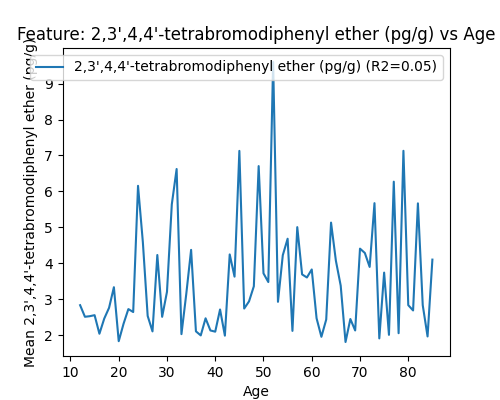 Feature: 2,3',4,4'-tetrabromodiphenyl ether (pg/g) vs Age
2,3',4,4'-tetrabromodiphenyl ether (pg/g) (R2=0.05)
Mean 2,3',4,4'-tetrabromodiphenyl ether (pg/g)
9
8
7
6
5
4
3
2
10 20 30 40 50 60 70 80
Age